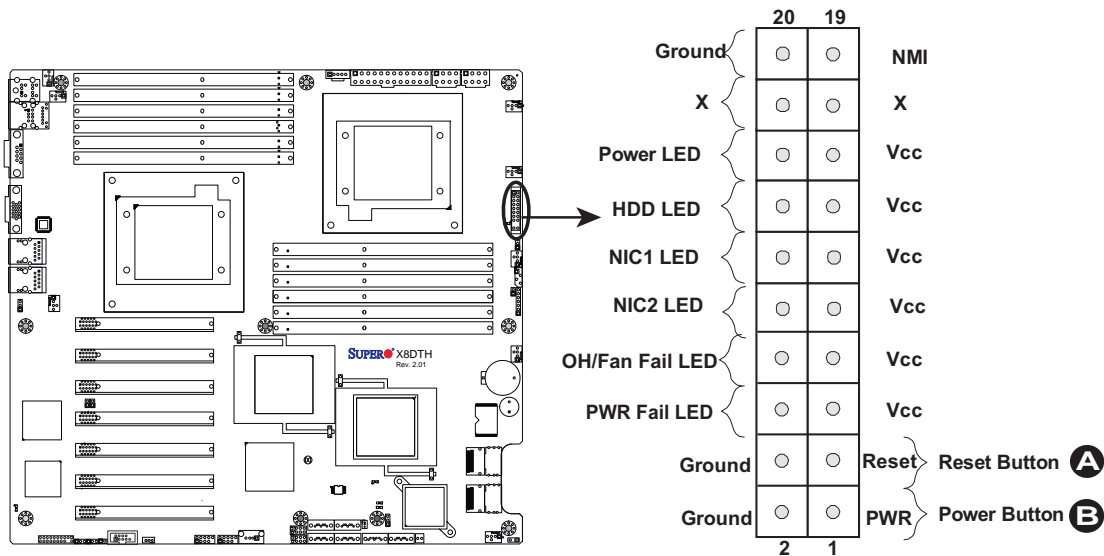 20 19
Ground NMI
X X
Power LED Vcc
HDD LED Vcc
NIC1 LED Vcc
NIC2 LED Vcc
OH/Fan Fail LED Vcc
PWR Fail LED Vcc
Ground Reset Reset Button A
Ground PWR Power Button B
2 1
SUPER X8DTH
Rev. 2.01